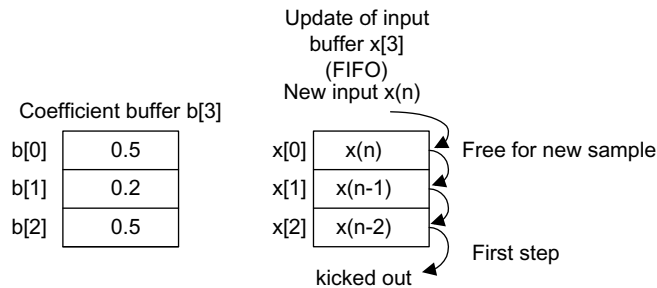 Update of input
buffer x[3]
(FIFO)
New input x(n)
Coefficient buffer b[3]
b[0] 0.5 x[0] x(n) Free for new sample
b[1] 0.2 x[1] x(n-1)
b[2] 0.5 x[2] x(n-2)
First step
kicked out